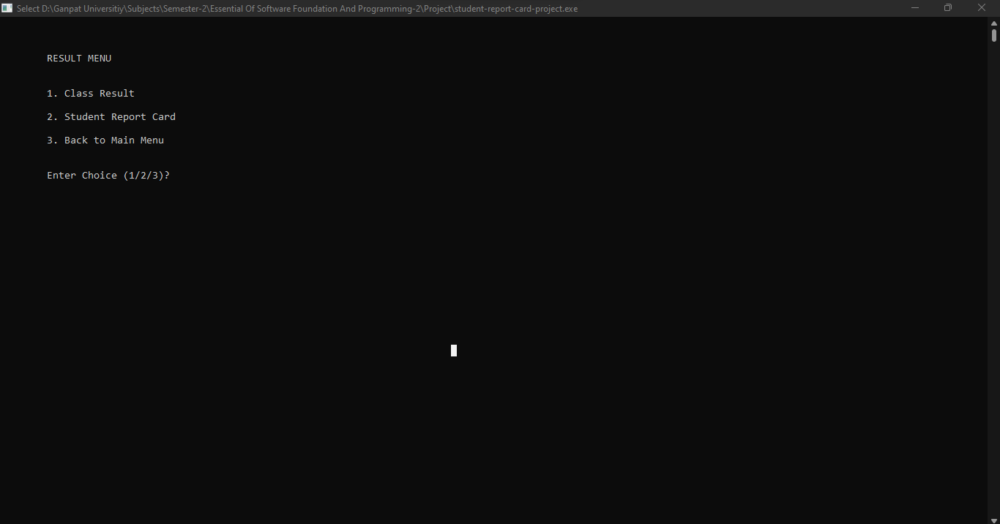 Select D:\Ganpat Universitiy\Subjects\Semester-2\Essential Of Software Foundation And Programming-2\Project\student-report-card-project.exe
RESULT MENU
1. Class Result
2. Student Report Card
3. Back to Main Menu
Enter Choice (1/2/3)?